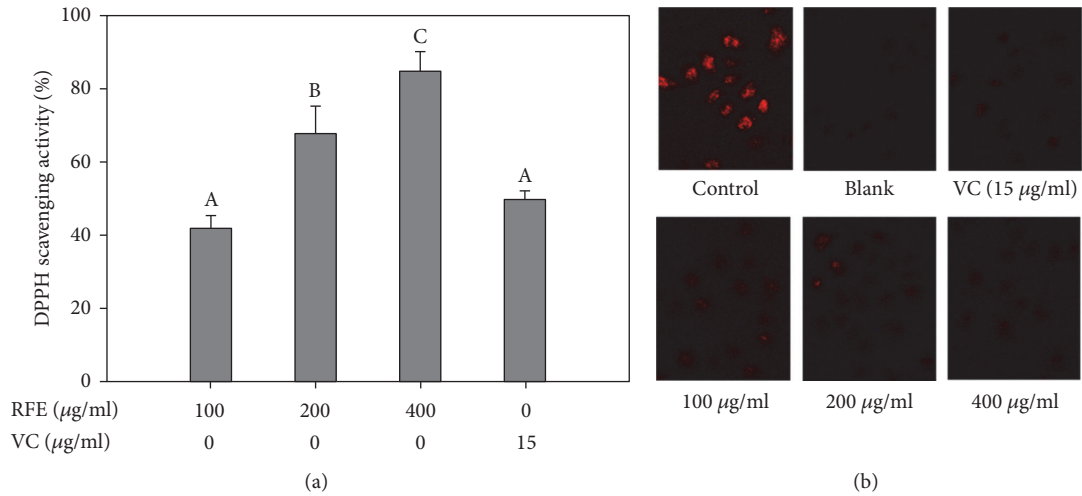 DPPH scavenging activity (%)
100
80
60
40
20
0
A
B
C
A
RFE (μg/ml) 100 200 400 0
VC (μg/ml) 0 0 0 15
(a)
Control Blank VC (15 μg/ml)
100 μg/ml 200 μg/ml 400 μg/ml
(b)